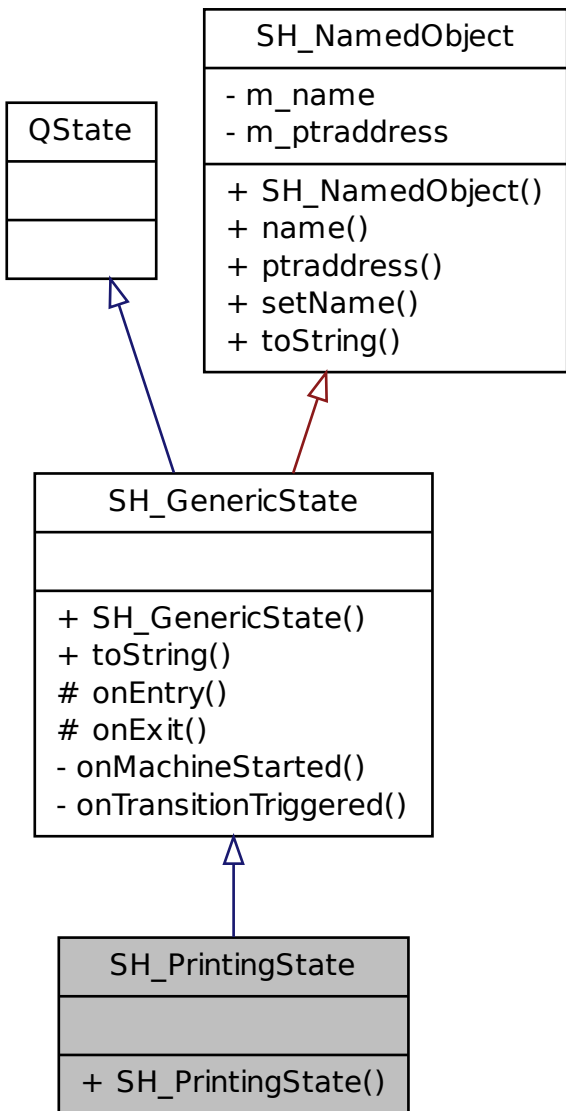 SH_NamedObject
- m_name
- m_ptraddress
+ SH_NamedObject()
+ name()
+ ptraddress()
+ setName()
+ toString()
QState
SH_GenericState
+ SH_GenericState()
+ toString()
# onEntry()
# onExit()
- onMachineStarted()
- onTransitionTriggered()
SH_PrintingState
+ SH_PrintingState()